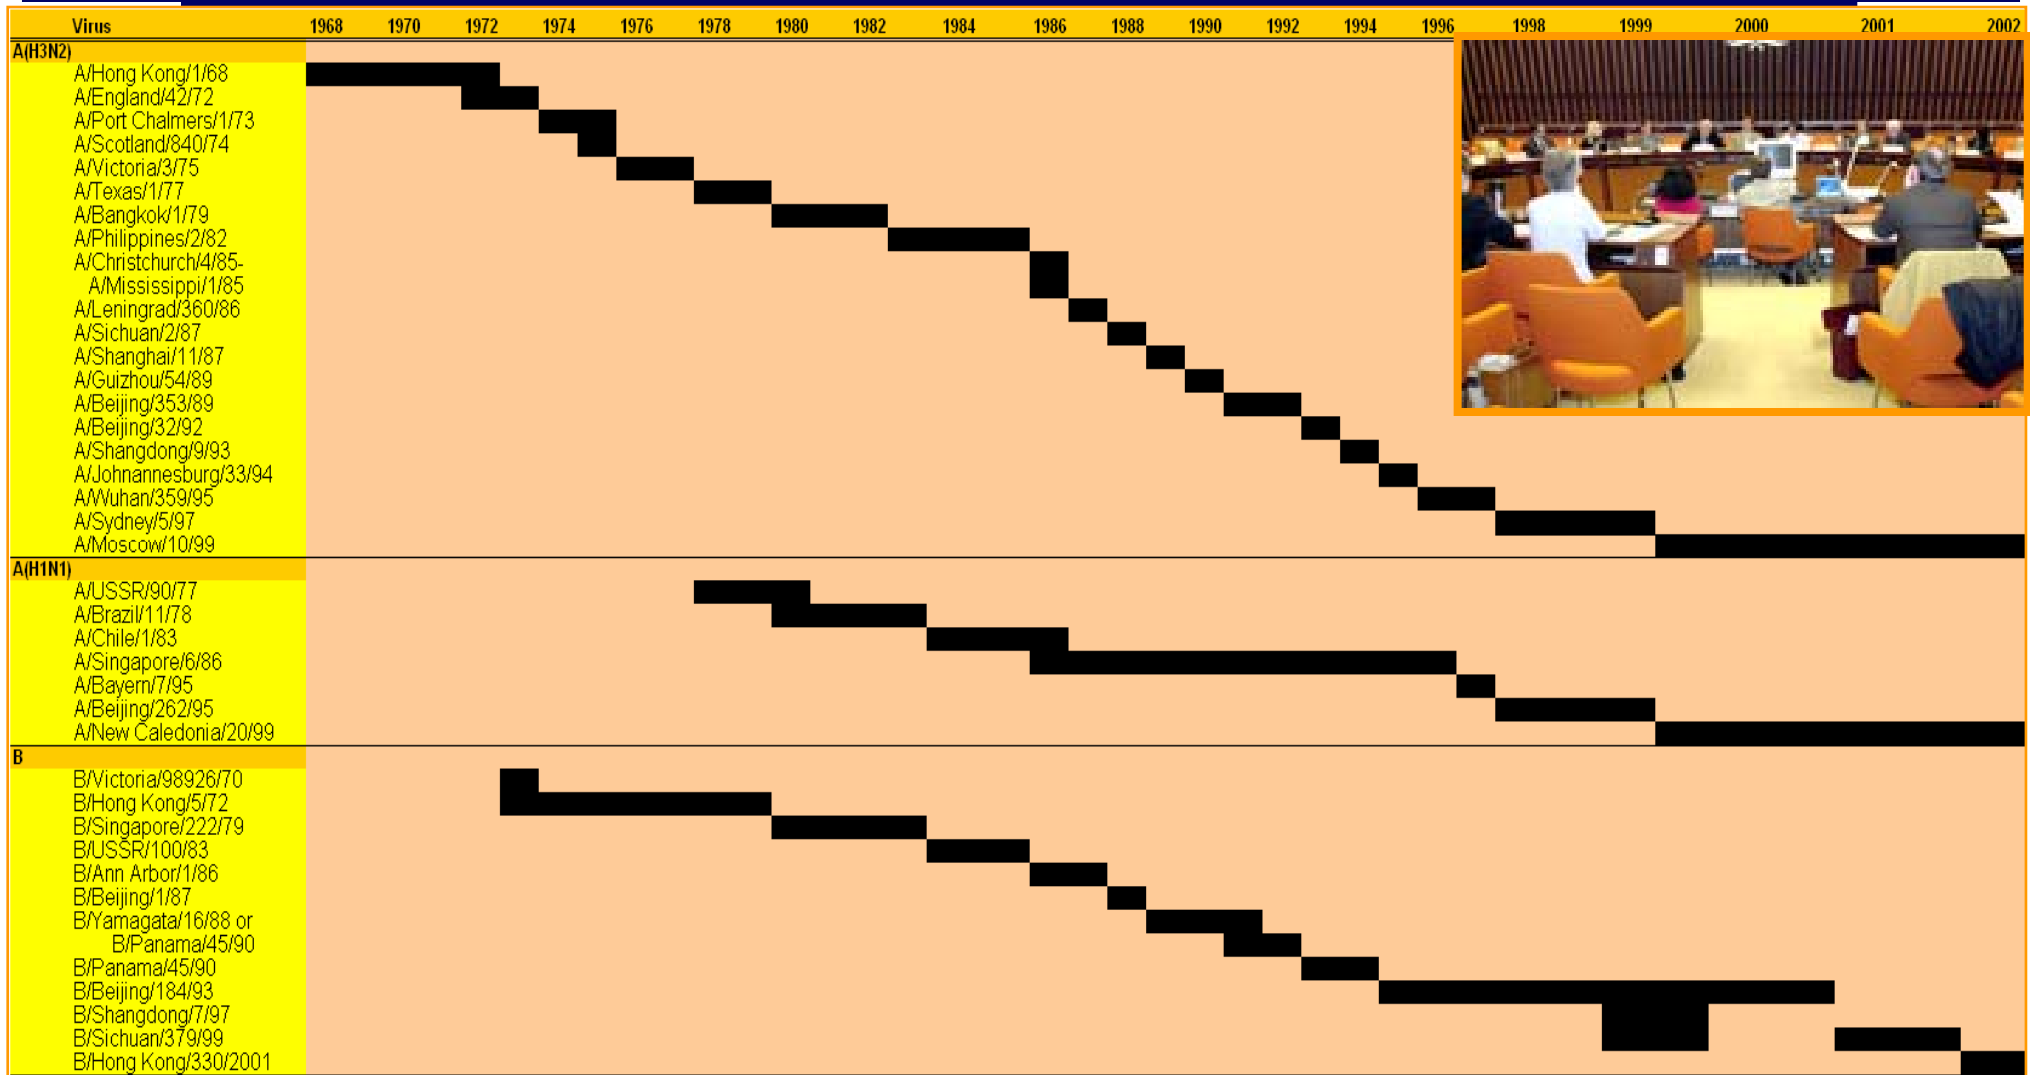 Virus 1968 1970 1972 1974 1976 1978 1980 1982 1984 1986 1988 1990 1992 1994 1996 1998 1999 2000 2001 2002
A(H3N2)
A/Hong Kong/1/68
A/England/42/72
A/Port Chalmers/1/73
A/Scotland/840/74
A/Victoria/3/75
A/Texas/1/77
A/Bangkok/1/79
A/Philippines/2/82
A/Christchurch/4/85-
A/Mississippi/1/85
A/Leningrad/360/86
A/Sichuan/2/87
A/Shanghai/11/87
A/Guizhou/54/89
A/Beijing/353/89
A/Beijing/32/92
A/Shangdong/9/93
A/Johnannesburg/33/94
A/Wuhan/359/95
A/Sydney/5/97
A/Moscow/10/99
A(H1N1)
A/USSR/90/77
A/Brazil/11/78
A/Chile/1/83
A/Singapore/6/86
A/Bayern/7/95
A/Beijing/262/95
A/New Caledonia/20/99
B
B/Victoria/98926/70
B/Hong Kong/5/72
B/Singapore/222/79
B/USSR/100/83
B/Ann Arbor/1/86
B/Beijing/1/87
B/Yamagata/16/88 or
B/Panama/45/90
B/Panama/45/90
B/Beijing/184/93
B/Shangdong/7/97
B/Sichuan/379/99
B/Hong Kong/330/2001